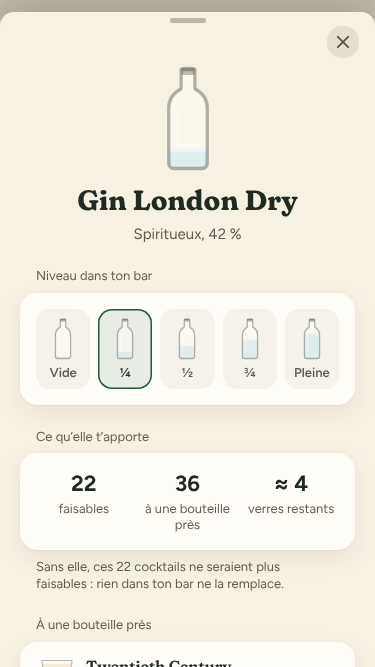 Gin London Dry
Spiritueux, 42 %
Niveau dans ton bar
Vide ¼ ½ ¾ Pleine
Ce qu’elle t’apporte
22 36 ≈ 4
faisables à une bouteille verres restants
près
Sans elle, ces 22 cocktails ne seraient plus
faisables : rien dans ton bar ne la remplace.
À une bouteille près
Twentieth Century